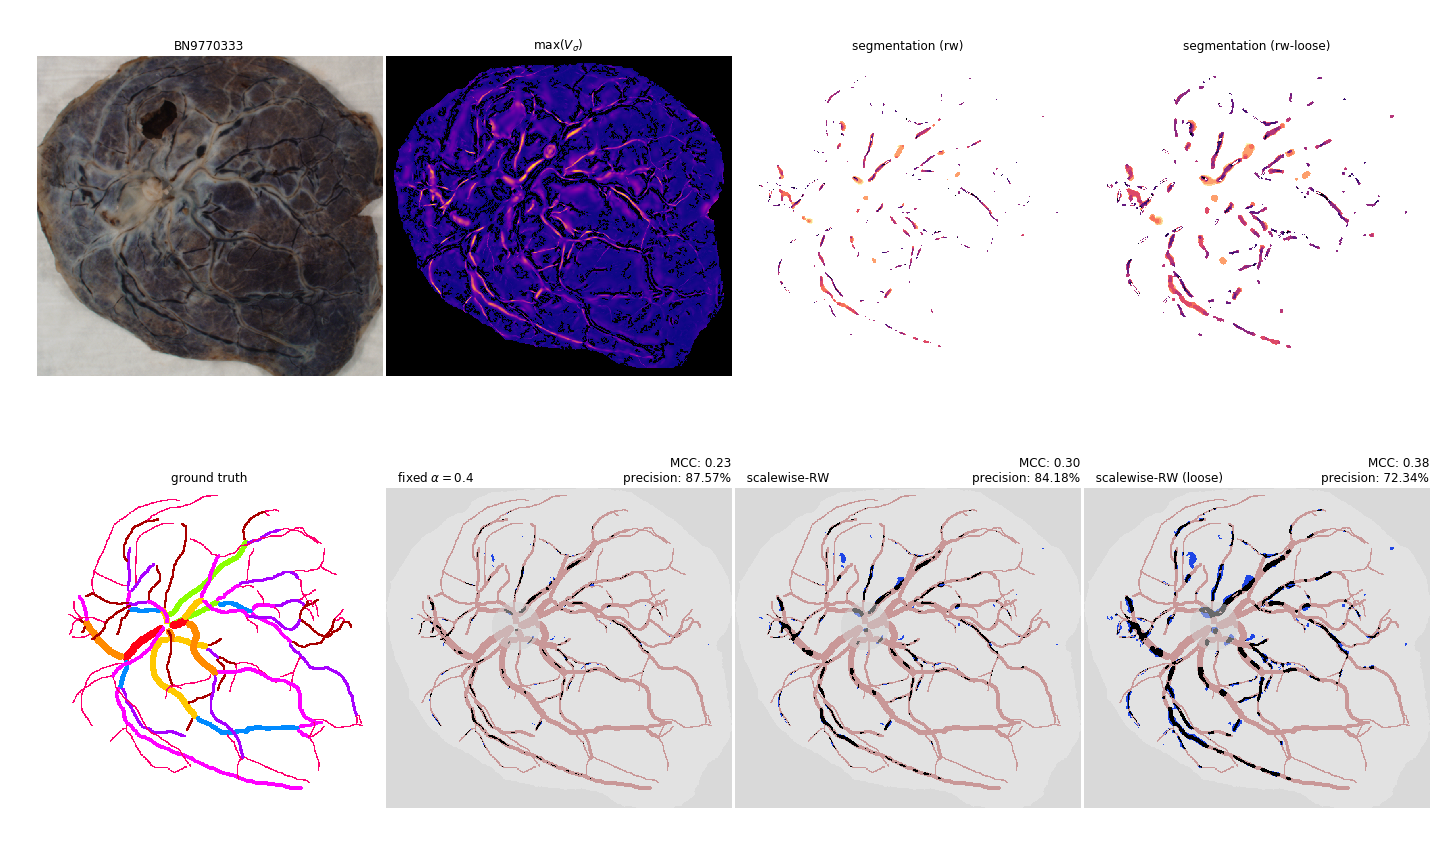 BN9770333
max(V_σ)
segmentation (rw)
segmentation (rw-loose)
ground truth
fixed α = 0.4
MCC: 0.23
precision: 87.57%
scalewise-RW
MCC: 0.30
precision: 84.18%
scalewise-RW (loose)
MCC: 0.38
precision: 72.34%